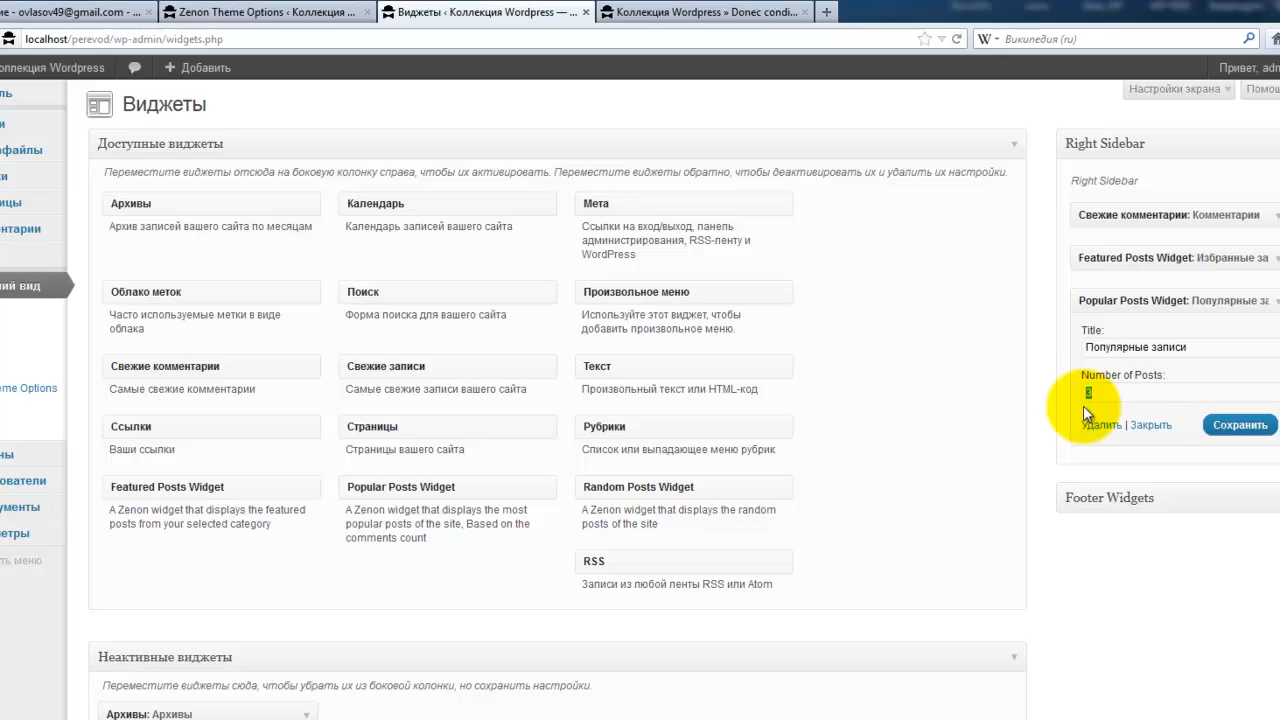 ние - ovlasov49@gmail.com - ...
Zenon Theme Options ‹ Коллекция ...
Виджеты ‹ Коллекция Wordpress — ...
Коллекция Wordpress » Donec condi...
localhost/perevod/wp-admin/widgets.php
W
Википедия (ru)
оллекция Wordpress
Добавить
Привет, adm
ль
и
афайлы
ки
ицы
нтарии
ий вид
eme Options
ны
ователи
ументы
етры
ть меню
Виджеты
Настройки экрана
Помощ
Доступные виджеты
Переместите виджеты отсюда на боковую колонку справа, чтобы их активировать. Переместите виджеты обратно, чтобы деактивировать их и удалить их настройки.
Архивы
Архив записей вашего сайта по месяцам
Календарь
Календарь записей вашего сайта
Мета
Ссылки на вход/выход, панель
администрирования, RSS-ленту и
WordPress
Облако меток
Часто используемые метки в виде
облака
Поиск
Форма поиска для вашего сайта
Произвольное меню
Используйте этот виджет, чтобы
добавить произвольное меню.
Свежие комментарии
Самые свежие комментарии
Свежие записи
Самые свежие записи вашего сайта
Текст
Произвольный текст или HTML-код
Ссылки
Ваши ссылки
Страницы
Страницы вашего сайта
Рубрики
Список или выпадающее меню рубрик
Featured Posts Widget
A Zenon widget that displays the featured
posts from your selected category
Popular Posts Widget
A Zenon widget that displays the most
popular posts of the site, Based on the
comments count
Random Posts Widget
A Zenon widget that displays the random
posts of the site
RSS
Записи из любой ленты RSS или Atom
Неактивные виджеты
Переместите виджеты сюда, чтобы убрать их из боковой колонки, но сохранить настройки.
Архивы: Архивы
Right Sidebar
Right Sidebar
Свежие комментарии: Комментарии
Featured Posts Widget: Избранные за
Popular Posts Widget: Популярные за
Title:
Популярные записи
Number of Posts:
3
Удалить | Закрыть
Сохранить
Footer Widgets